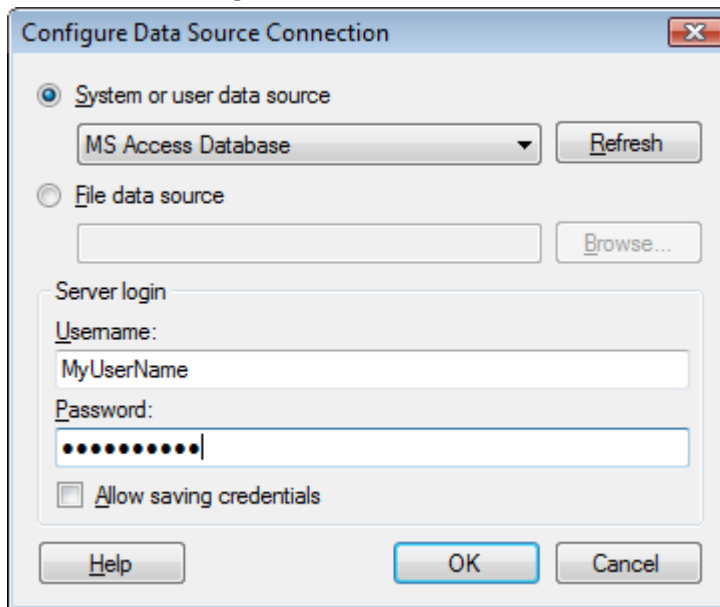 Configure Data Source Connection
System or user data source
MS Access Database
Refresh
File data source
Browse...
Server login
Username:
MyUserName
Password:
••••••••••
Allow saving credentials
Help
OK
Cancel